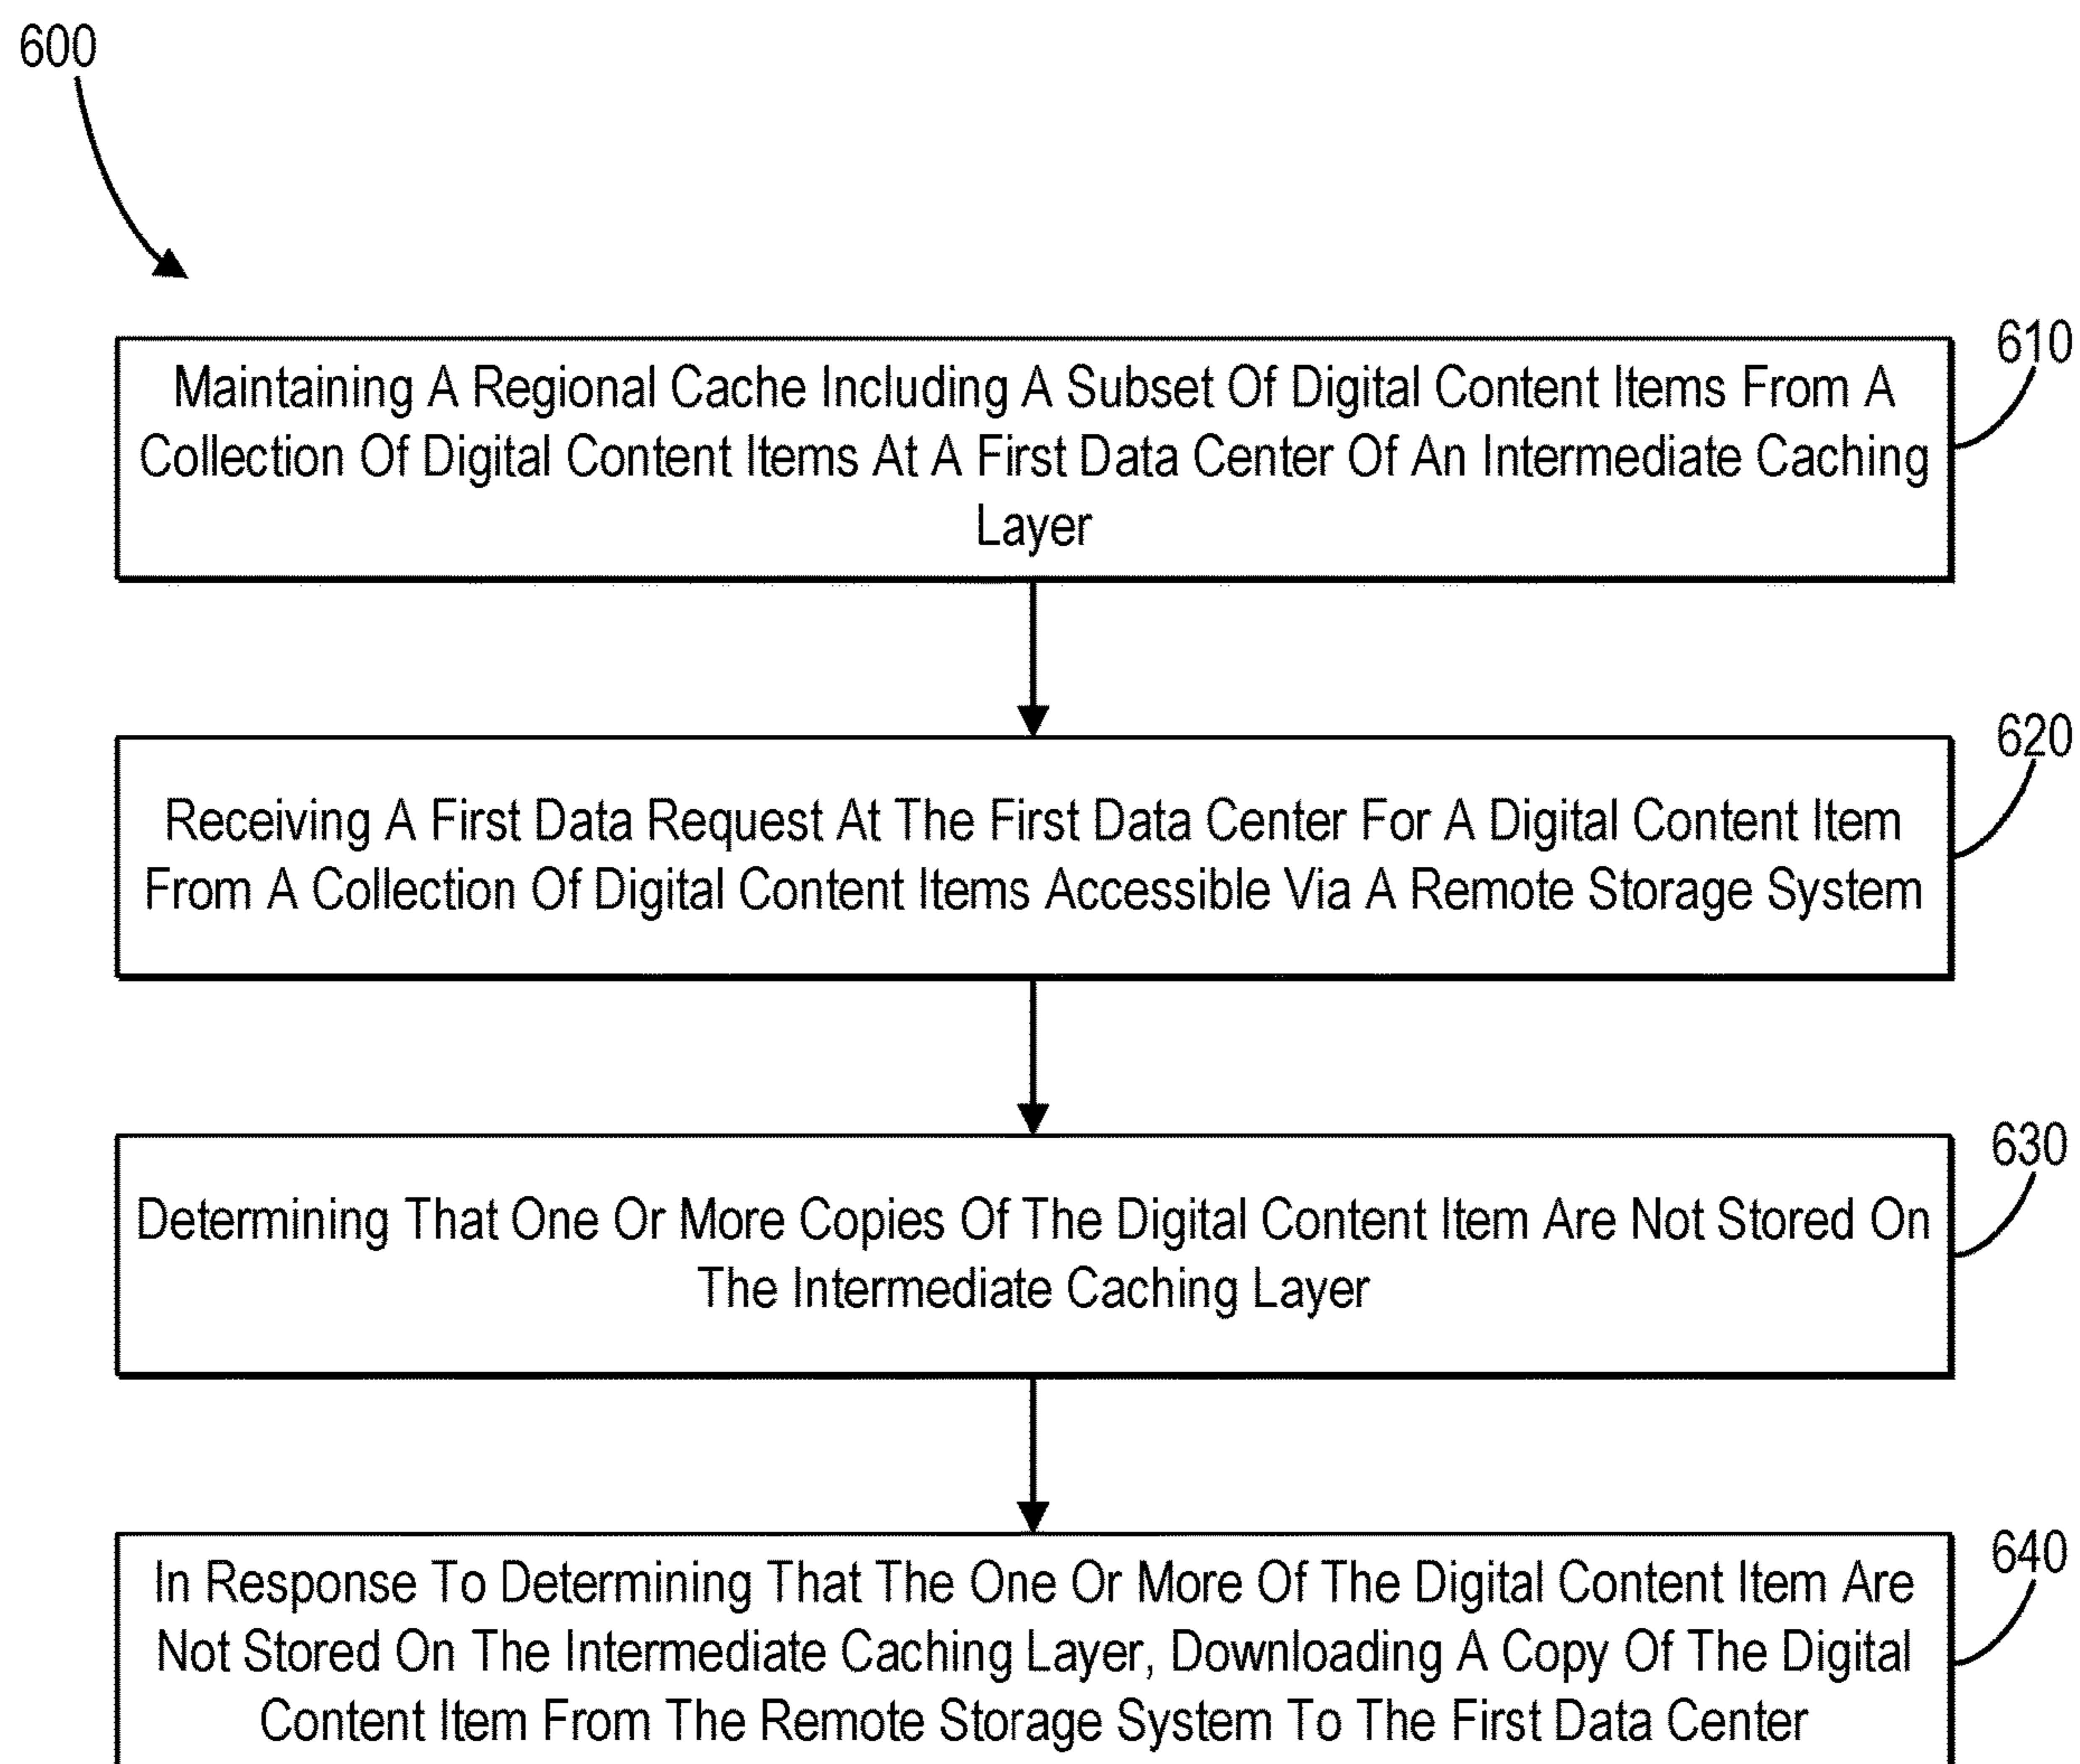 600
610
Maintaining A Regional Cache Including A Subset Of Digital Content Items From A
Collection Of Digital Content Items At A First Data Center Of An Intermediate Caching
Layer
620
Receiving A First Data Request At The First Data Center For A Digital Content Item
From A Collection Of Digital Content Items Accessible Via A Remote Storage System
630
Determining That One Or More Copies Of The Digital Content Item Are Not Stored On
The Intermediate Caching Layer
640
In Response To Determining That The One Or More Of The Digital Content Item Are
Not Stored On The Intermediate Caching Layer, Downloading A Copy Of The Digital
Content Item From The Remote Storage System To The First Data Center